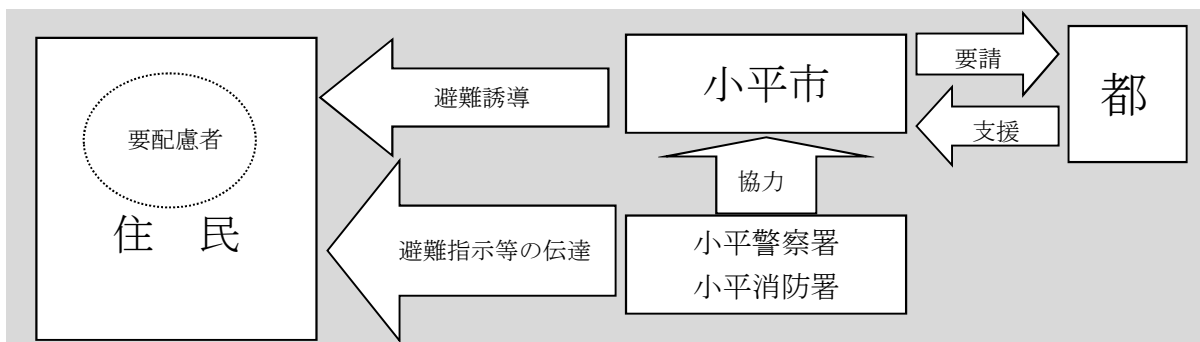 要配慮者
住 民
避難誘導
避難指示等の伝達
小平市
協力
小平警察署
小平消防署
要請
支援
都